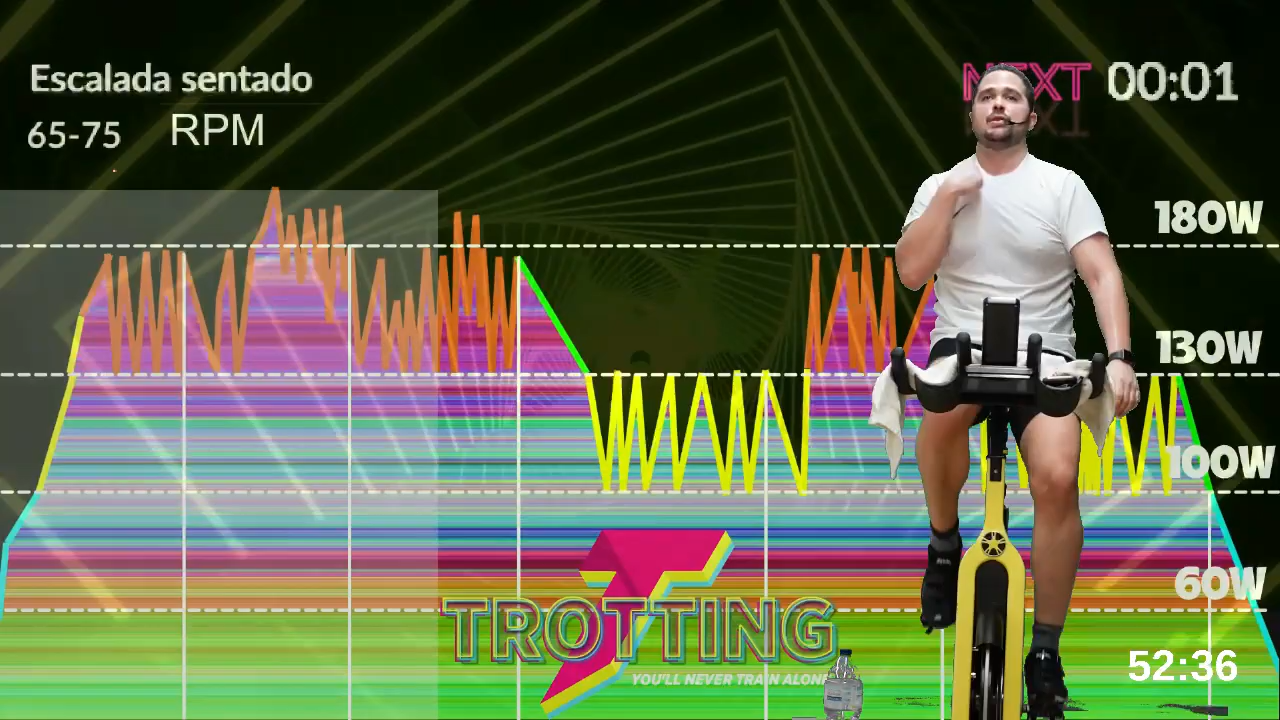 Escalada sentado
65-75 RPM
NEXT 00:01
180W
130W
100W
60W
TROTTING
YOU'LL NEVER TRAIN ALONE
52:36